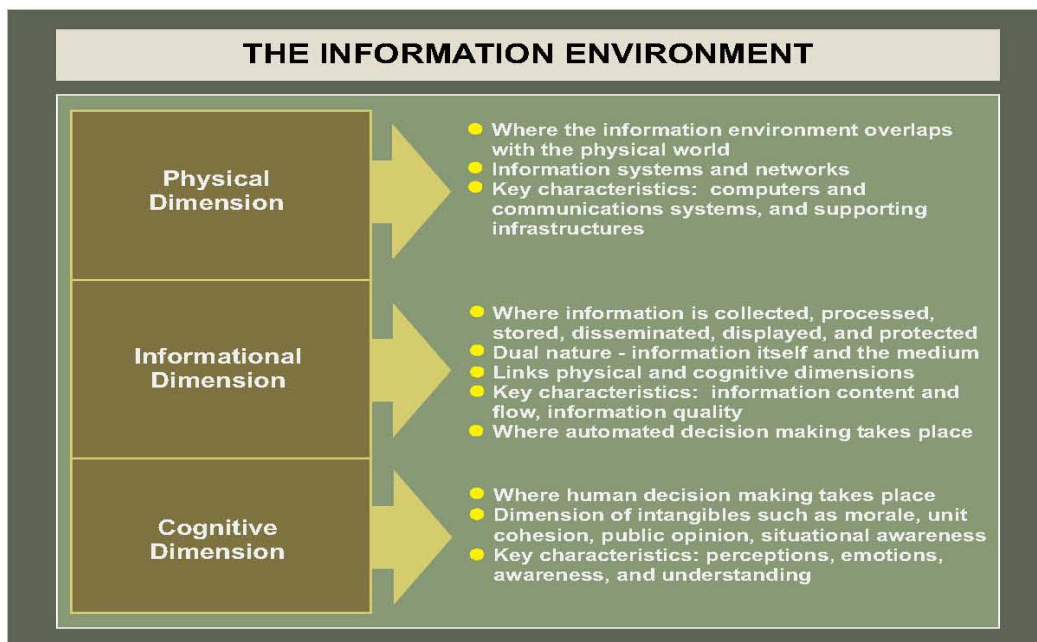 THE INFORMATION ENVIRONMENT
Physical
Dimension
Where the information environment overlaps
with the physical world
Information systems and networks
Key characteristics: computers and
communications systems, and supporting
infrastructures
Informational
Dimension
Where information is collected, processed,
stored, disseminated, displayed, and protected
Dual nature - information itself and the medium
Links physical and cognitive dimensions
Key characteristics: information content and
flow, information quality
Where automated decision making takes place
Cognitive
Dimension
Where human decision making takes place
Dimension of intangibles such as morale, unit
cohesion, public opinion, situational awareness
Key characteristics: perceptions, emotions,
awareness, and understanding